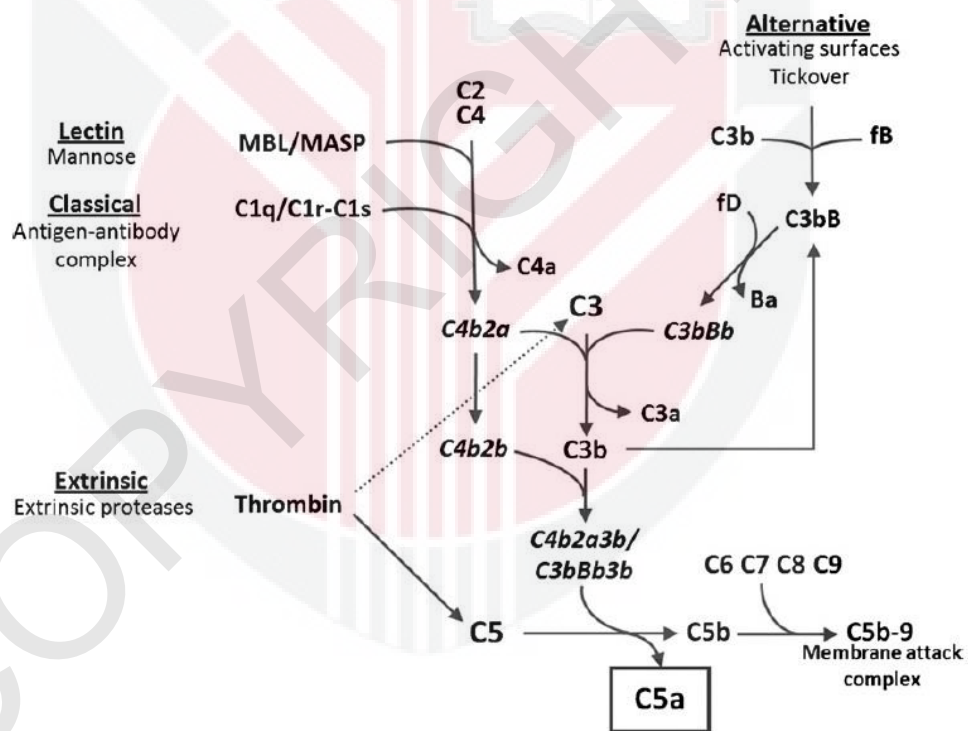 Alternative
Activating surfaces
Tickover
C2
C4
Lectin
Mannose
MBL/MASP
C3b
fB
Classical
Antigen-antibody
complex
C1q/C1r-C1s
fD
C3bB
C4a
Ba
C3
C4b2a
C3bBb
C3a
C4b2b
C3b
Extrinsic
Extrinsic proteases
Thrombin
C4b2a3b/
C3bBb3b
C6 C7 C8 C9
C5
C5b
C5b-9
Membrane attack
complex
C5a
COPYRIGHT